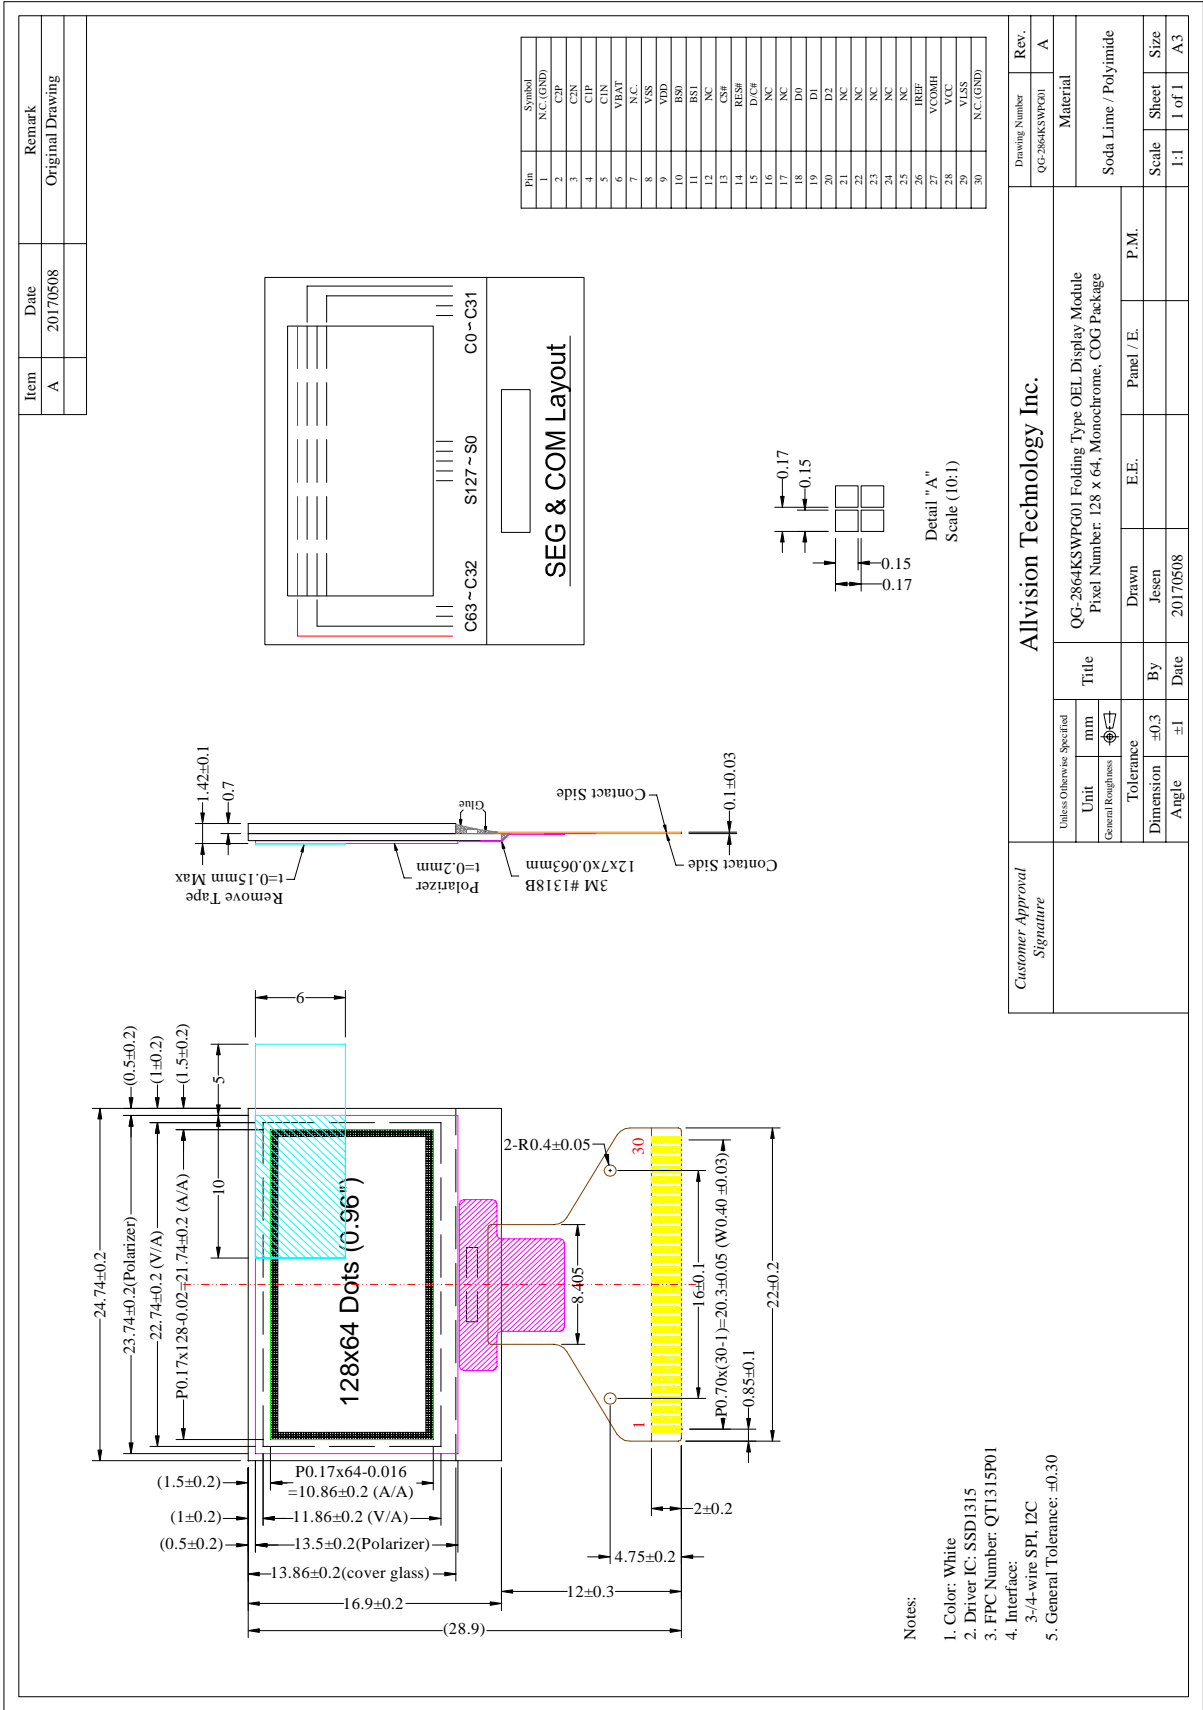 Item Date Remark
A 20170508 Original Drawing
24.74±0.2
23.74±0.2(Polarizer)
22.74±0.2 (V/A)
P0.17x128-0.02=21.74±0.2 (A/A)
10
5
(0.5±0.2)
(1±0.2)
(1.5±0.2)
6
128x64 Dots (0.96")
(1.5±0.2)
P0.17x64-0.016
=10.86±0.2 (A/A)
(1±0.2)
11.86±0.2 (V/A)
(0.5±0.2)
13.5±0.2(Polarizer)
13.86±0.2(cover glass)
16.9±0.2
(28.9)
12±0.3
4.75±0.2
2±0.2
2-R0.4±0.05
8.405
1
30
16±0.1
P0.70x(30-1)=20.3±0.05 (W0.40 ±0.03)
0.85±0.1
22±0.2
1.42±0.1
0.7
Remove Tape
t=0.15mm Max
Polarizer
t=0.2mm
3M #1318B
12x7x0.063mm
Glue
Contact Side
Contact Side
0.1±0.03
C63~C32
S127~S0
C0~C31
SEG & COM Layout
0.17
0.15
0.15
0.17
Detail "A"
Scale (10:1)
Pin Symbol
1 N.C. (GND)
2 C2P
3 C2N
4 C1P
5 C1N
6 VBAT
7 N.C.
8 VSS
9 VDD
10 BS0
11 BS1
12 NC
13 CS#
14 RES#
15 D/C#
16 NC
17 NC
18 D0
19 D1
20 D2
21 NC
22 NC
23 NC
24 NC
25 NC
26 IREF
27 VCOMH
28 VCC
29 VLSS
30 N.C. (GND)
Notes:
1. Color: White
2. Driver IC: SSD1315
3. FPC Number: QT1315P01
4. Interface:
3-/4-wire SPI, I2C
5. General Tolerance: ±0.30
Customer Approval
Signature
Allvision Technology Inc.
Drawing Number Rev.
QG-2864KSWPG01 A
Unless Otherwise Specified
Unit mm
General Roughness
Tolerance
Dimension ±0.3
Angle ±1
Title
QG-2864KSWPG01 Folding Type OEL Display Module
Pixel Number: 128 x 64, Monochrome, COG Package
Material
Soda Lime / Polyimide
Drawn E.E. Panel / E. P.M.
By Jesen
Date 20170508
Scale Sheet Size
1:1 1 of 1 A3